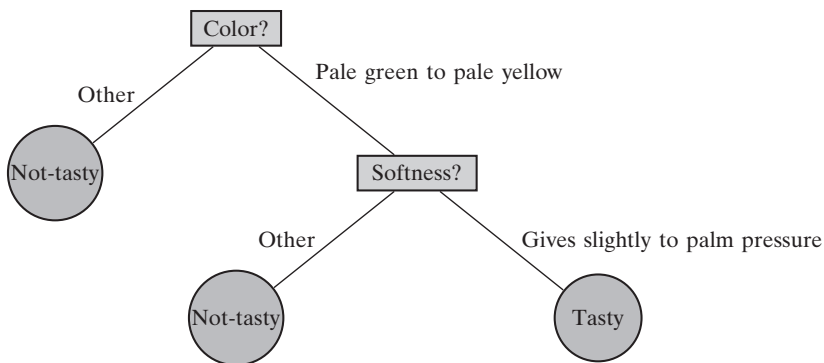 Color?
Pale green to pale yellow
Other
Not-tasty
Softness?
Other
Gives slightly to palm pressure
Not-tasty
Tasty